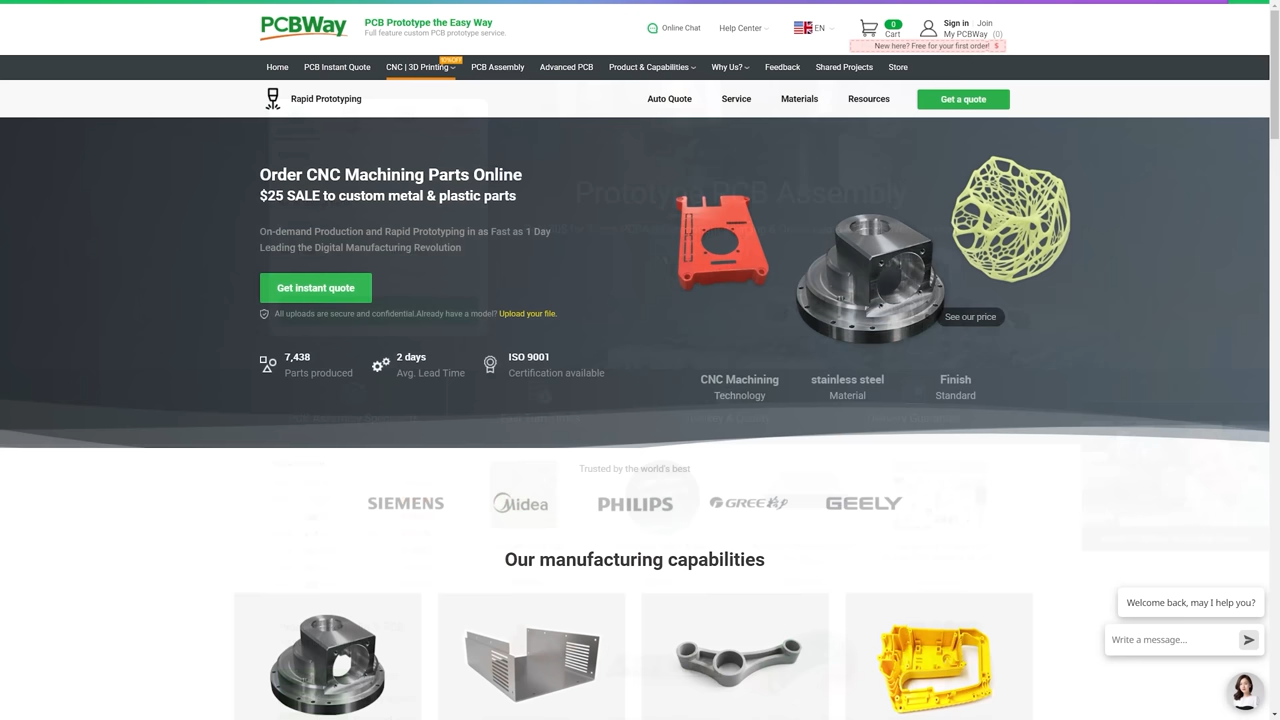 PCBWay
PCB Prototype the Easy Way
Full feature custom PCB prototype service.
Online Chat
Help Center
EN
0
Cart
Sign in | Join
My PCBWay (0)
New here? Free for your first order! $
Home
PCB Instant Quote
CNC | 3D Printing
PCB Assembly
Advanced PCB
Product & Capabilities
Why Us?
Feedback
Shared Projects
Store
Rapid Prototyping
Auto Quote
Service
Materials
Resources
Get a quote
Order CNC Machining Parts Online
$25 SALE to custom metal & plastic parts
Prototype PCB Assembly
On-demand Production and Rapid Prototyping in as Fast as 1 Day
Leading the Digital Manufacturing Revolution
Get instant quote
All uploads are secure and confidential.Already have a model? Upload your file.
See our price
7,438
Parts produced
2 days
Avg. Lead Time
ISO 9001
Certification available
CNC Machining
Technology
stainless steel
Material
Finish
Standard
Trusted by the world's best
SIEMENS
Midea
PHILIPS
GREE
GEELY
Our manufacturing capabilities
Welcome back, may I help you?
Write a message...